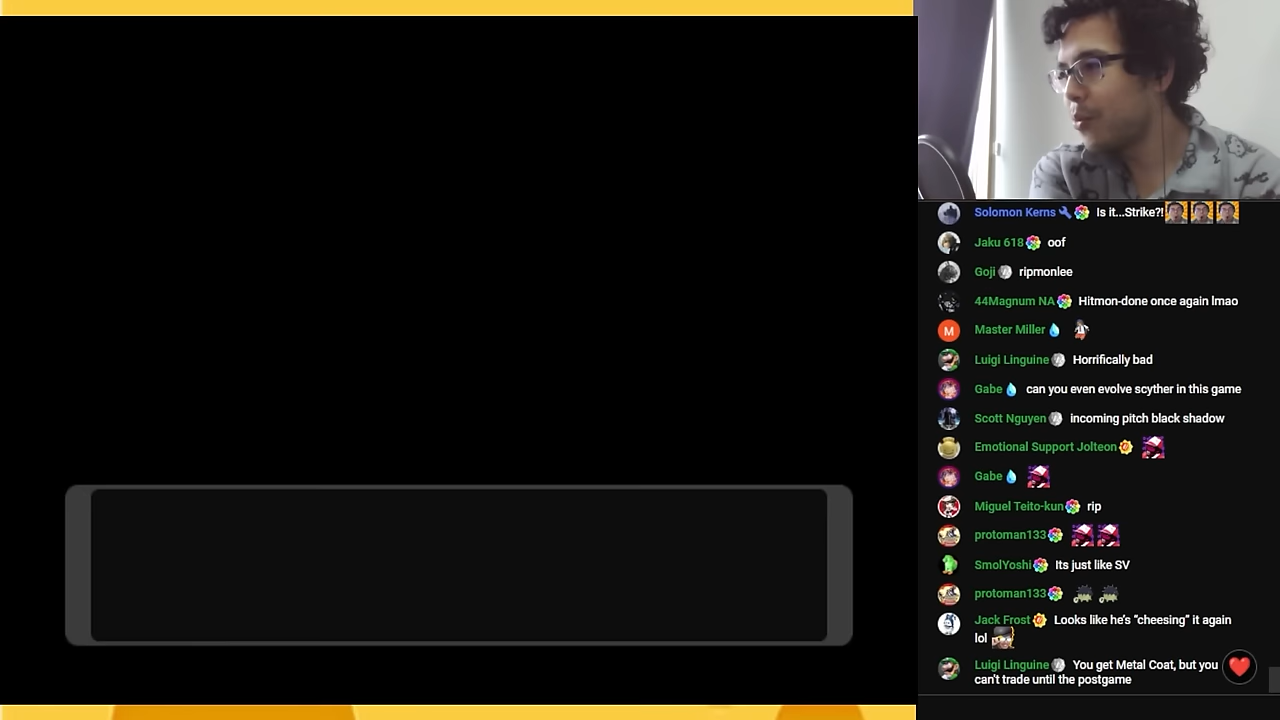 Solomon Kerns Is it...Strike?!
Jaku 618 oof
Goji ripmonlee
44Magnum NA Hitmon-done once again lmao
Master Miller
M
Luigi Linguine Horrifically bad
Gabe can you even evolve scyther in this game
Scott Nguyen incoming pitch black shadow
Emotional Support Jolteon
Gabe
Miguel Teito-kun rip
protoman133
SmolYoshi Its just like SV
protoman133
Jack Frost Looks like he's “cheesing” it again
lol
Luigi Linguine You get Metal Coat, but you
can't trade until the postgame